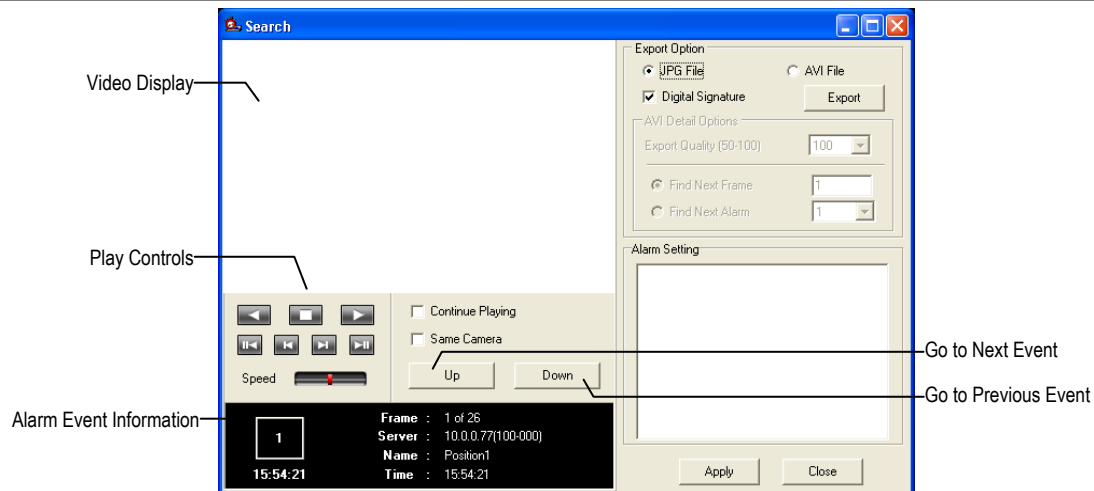 Search
Video Display
Export Option
JPG File
AVI File
Digital Signature
Export
AVI Detail Options
Export Quality (50-100)
100
Find Next Frame
1
Find Next Alarm
1
Alarm Setting
Play Controls
Continue Playing
Same Camera
Up
Down
Speed
Go to Next Event
Go to Previous Event
Alarm Event Information
1
15:54:21
Frame : 1 of 26
Server : 10.0.0.77(100-000)
Name : Position1
Time : 15:54:21
Apply
Close